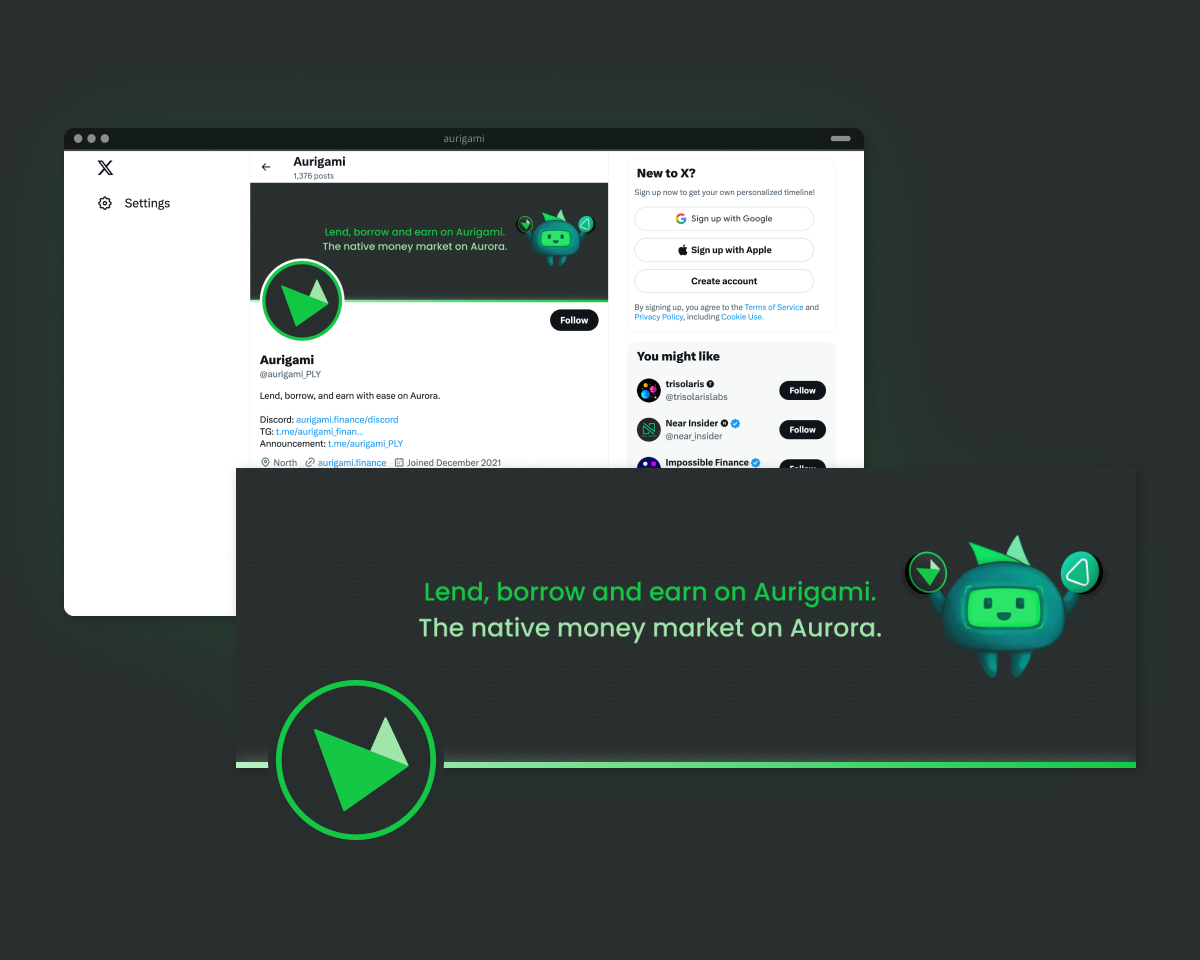 aurigami
Settings
Aurigami
1,376 posts
Lend, borrow and earn on Aurigami.
The native money market on Aurora.
Follow
Aurigami
@aurigami_PLY
Lend, borrow, and earn with ease on Aurora.
Discord: aurigami.finance/discord
TG: t.me/aurigami_finan...
Announcement: t.me/aurigami_PLY
North aurigami.finance Joined December 2021
New to X?
Sign up now to get your own personalized timeline!
Sign up with Google
Sign up with Apple
Create account
By signing up, you agree to the Terms of Service and
Privacy Policy, including Cookie Use.
You might like
trisolaris
@trisolarislabs
Follow
Near Insider
@near_insider
Follow
Impossible Finance
Follow
Lend, borrow and earn on Aurigami.
The native money market on Aurora.